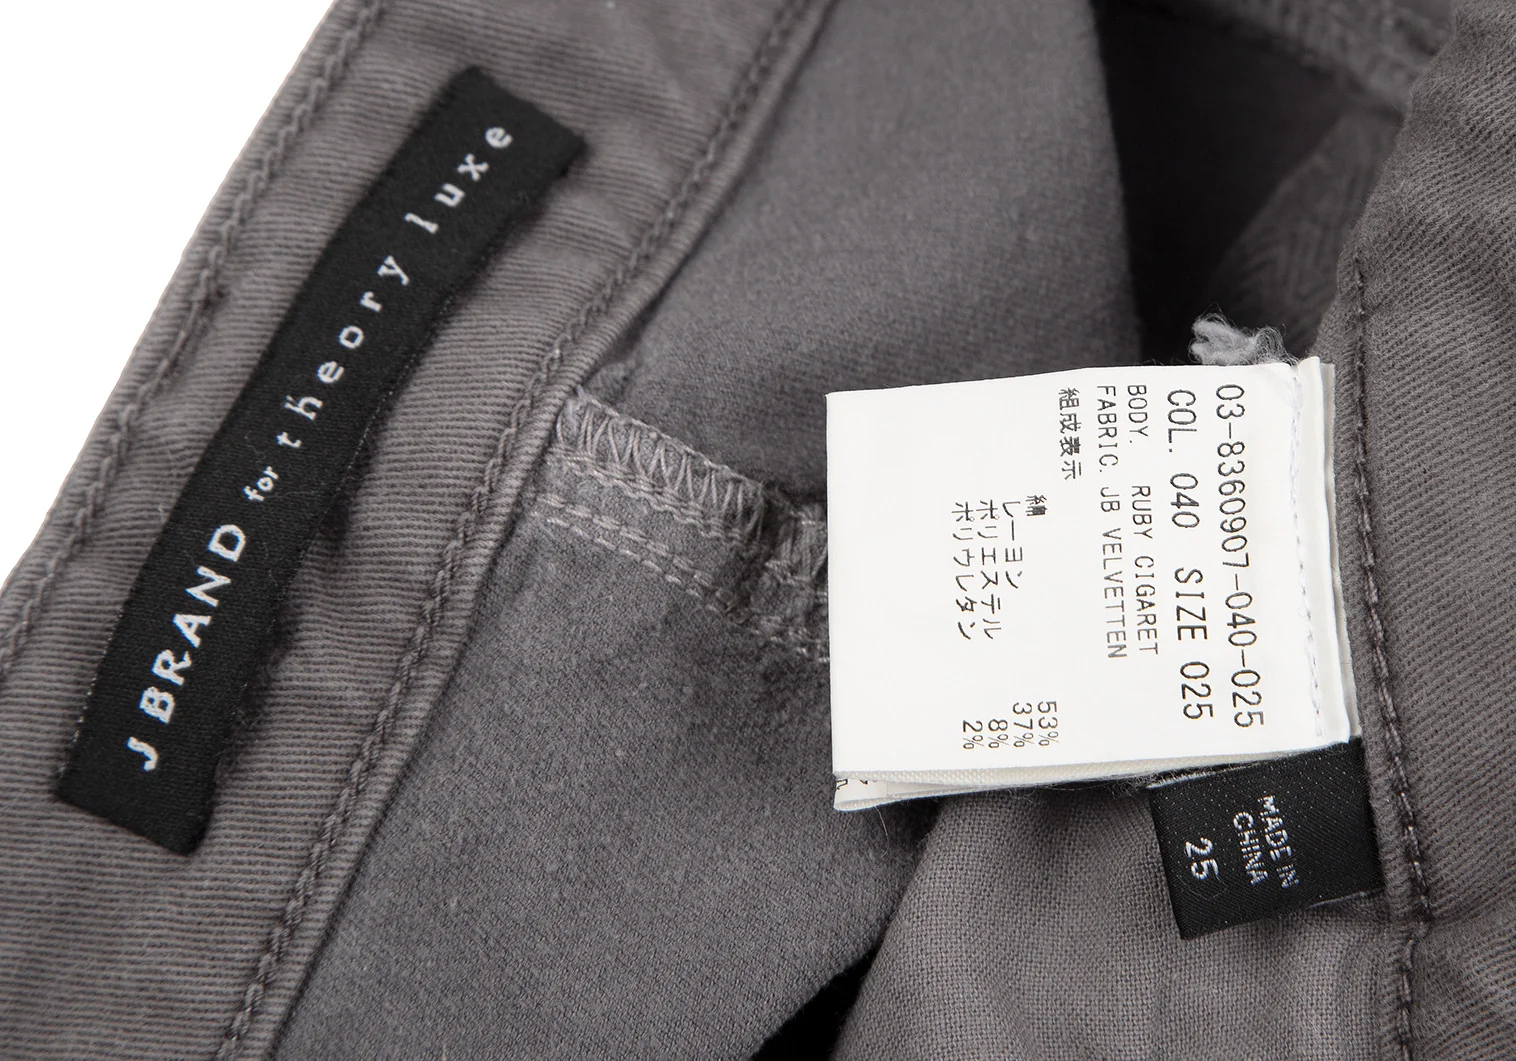 J BRAND for theory luxe
03-8360907-040-025
COL. 040 SIZE 025
BODY. RUBY CIGARET
FABRIC. JB VELVETTEN
組成表示
綿 53%
レーヨン 37%
ポリエステル 8%
ポリウレタン 2%
MADE IN
CHINA
25